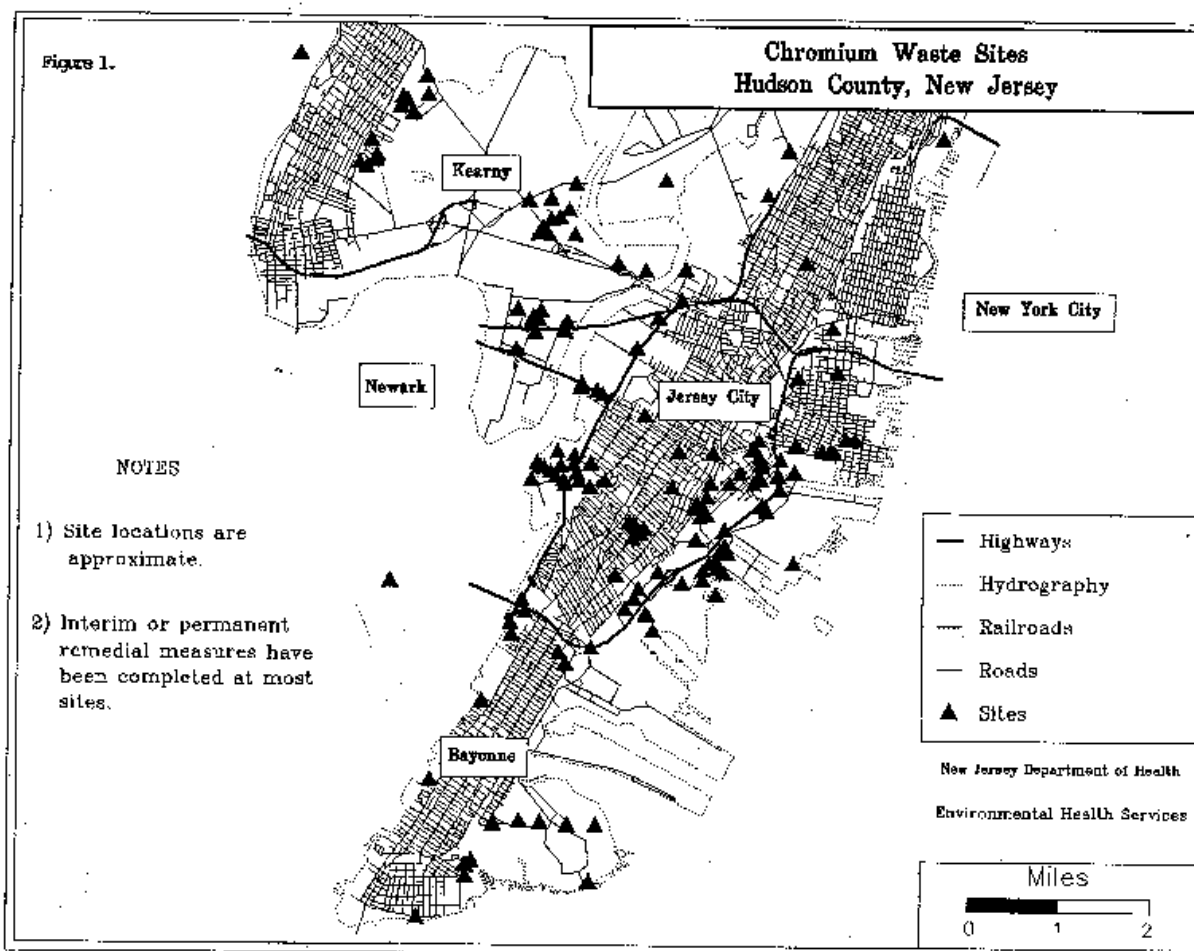 Figure 1.
Chromium Waste Sites
Hudson County, New Jersey
Kearny
New York City
Newark
Jersey City
NOTES
1) Site locations are
approximate.
2) Interim or permanent
remedial measures have
been completed at most
sites.
Bayonne
Highways
Hydrography
Railroads
Roads
Sites
New Jersey Department of Health
Environmental Health Services
Miles
0 1 2